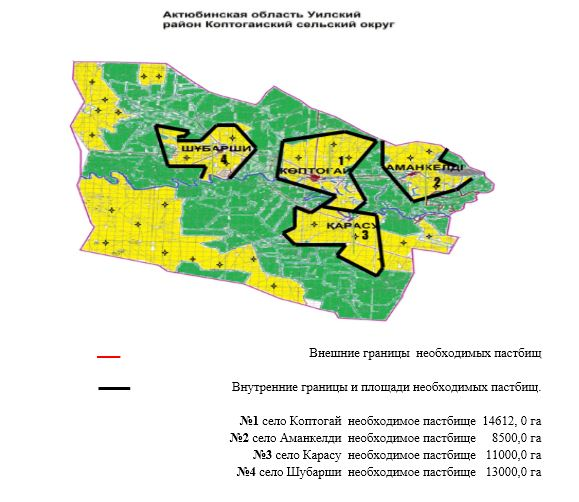 Актюбинская область Уилский
район Коптогаиский сельский округ
ШҰБАРШИ
4
КӨПТОҒАЙ
1
АМАНКЕЛДІ
2
ҚАРАСУ
3
Внешние границы необходимых пастбищ
Внутренние границы и площади необходимых пастбищ.
№1 село Коптогай необходимое пастбище 14612, 0 га
№2 село Аманкелди необходимое пастбище 8500,0 га
№3 село Карасу необходимое пастбище 11000,0 га
№4 село Шубарши необходимое пастбище 13000,0 га